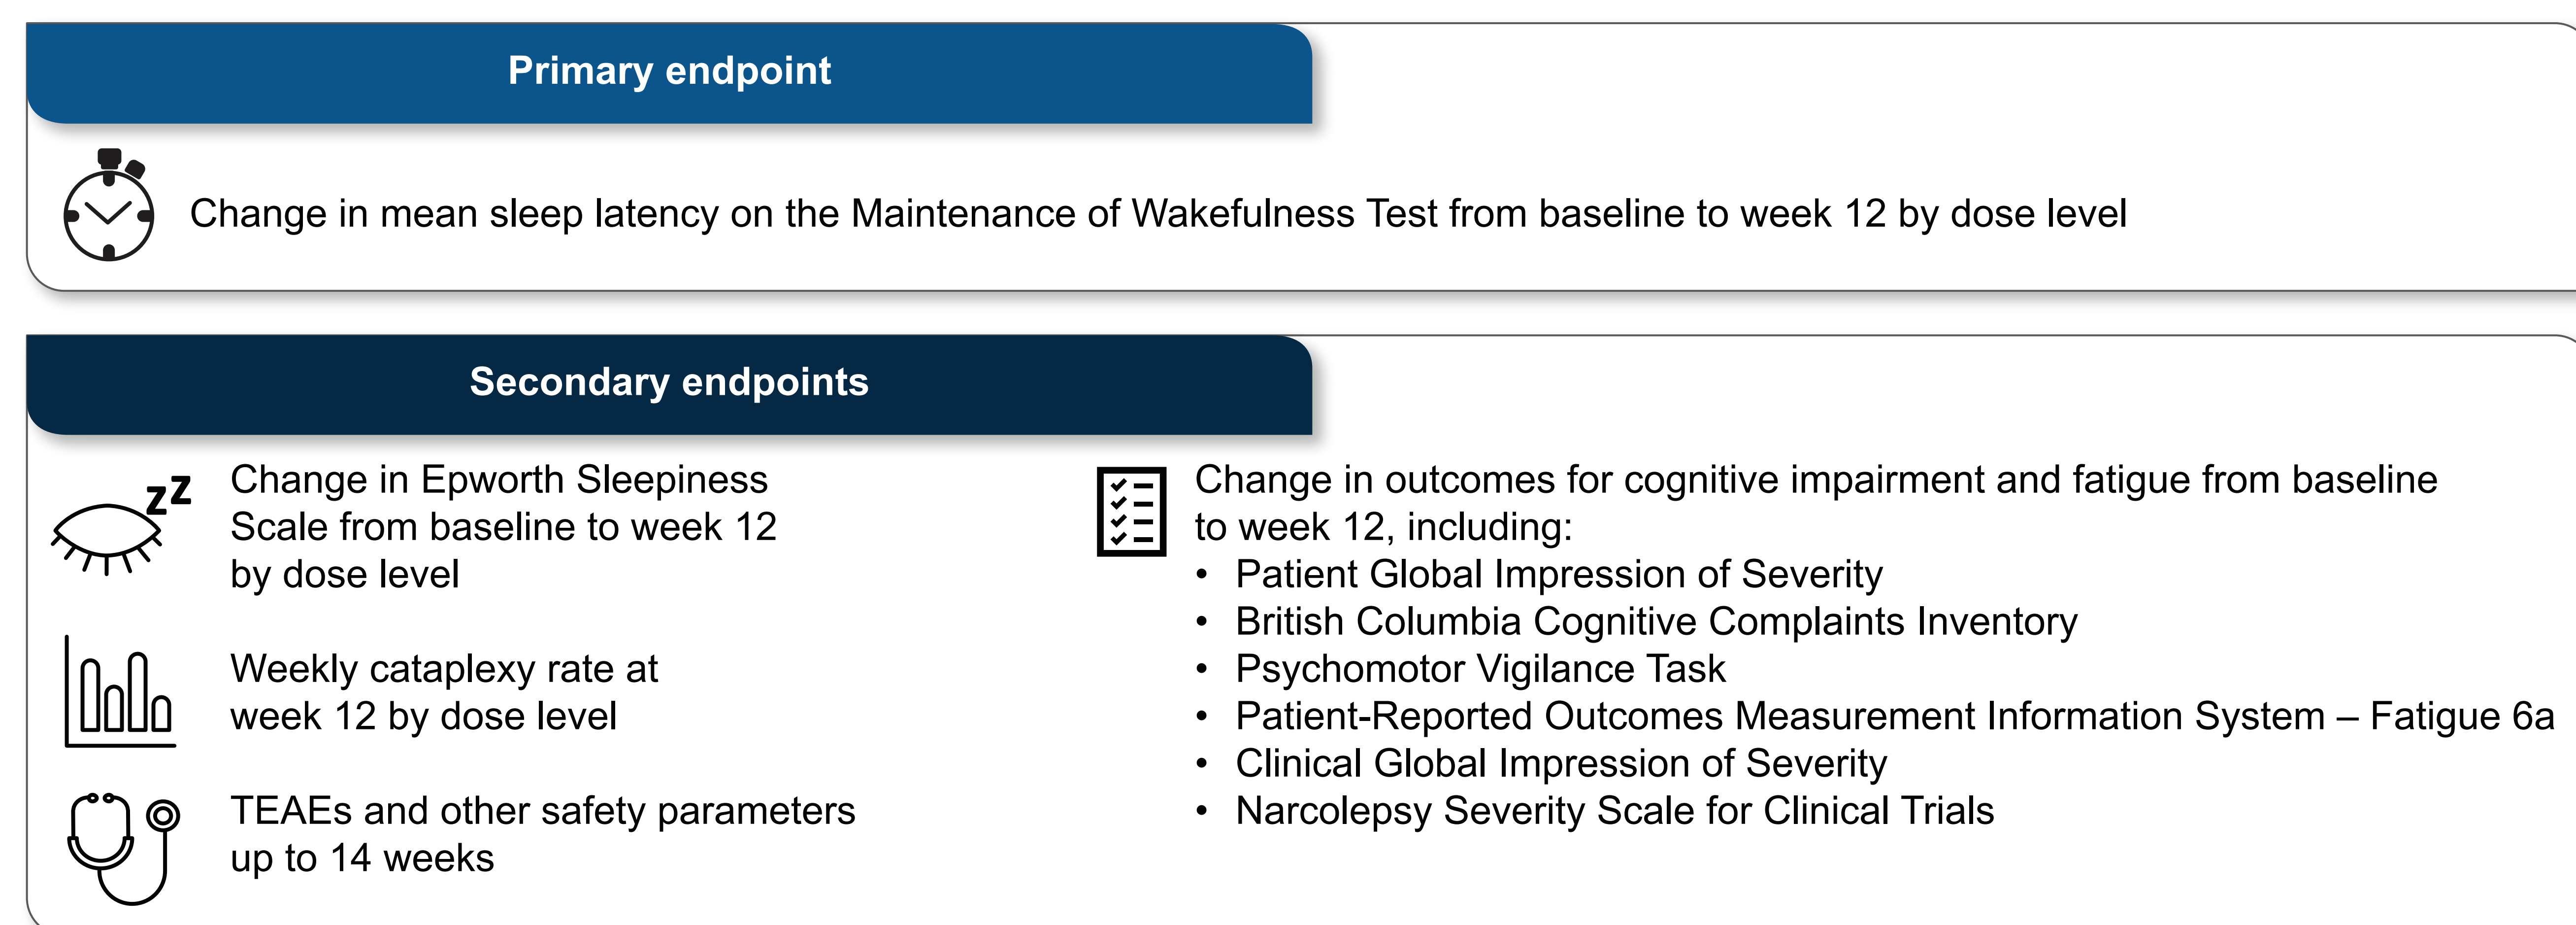 Primary endpoint
Change in mean sleep latency on the Maintenance of Wakefulness Test from baseline to week 12 by dose level
Secondary endpoints
zz
Change in Epworth Sleepiness
Scale from baseline to week 12
by dose level
Weekly cataplexy rate at
week 12 by dose level
TEAEs and other safety parameters
up to 14 weeks
Change in outcomes for cognitive impairment and fatigue from baseline
to week 12, including:
• Patient Global Impression of Severity
• British Columbia Cognitive Complaints Inventory
• Psychomotor Vigilance Task
• Patient-Reported Outcomes Measurement Information System – Fatigue 6a
• Clinical Global Impression of Severity
• Narcolepsy Severity Scale for Clinical Trials